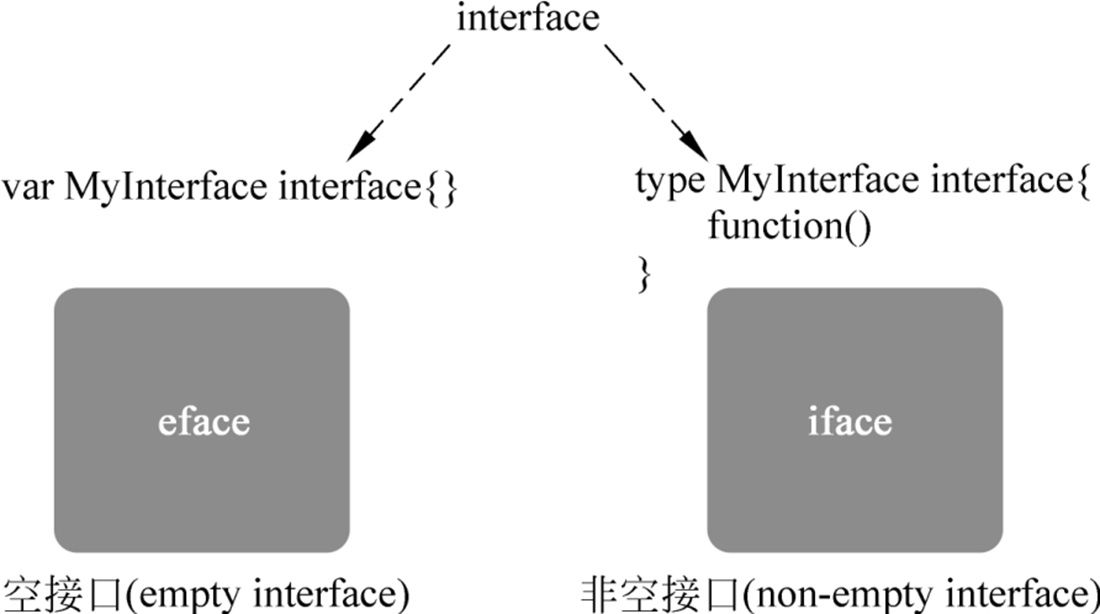 interface
var MyInterface interface{}
type MyInterface interface{
function()
}
eface
iface
空接口(empty interface)
非空接口(non-empty interface)